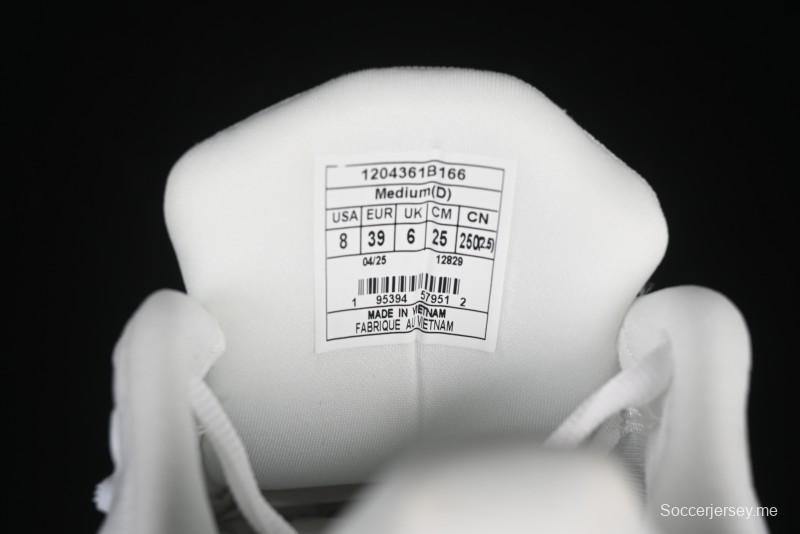 1204361B166
Medium(D)
USA EUR UK CM CN
8 39 6 25 250(2.5)
04/25 12829
1 95394 57951 2
MADE IN VIETNAM
FABRIQUE AU VIETNAM
Soccerjersey.me